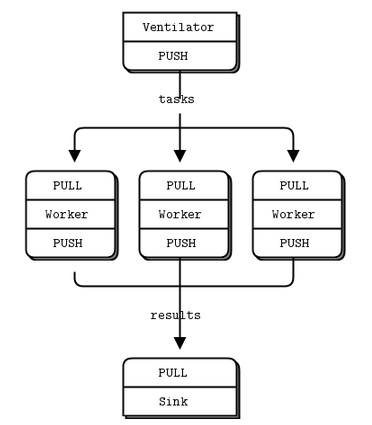 Ventilator
PUSH
tasks
PULL PULL PULL
Worker Worker Worker
PUSH PUSH PUSH
results
PULL
Sink